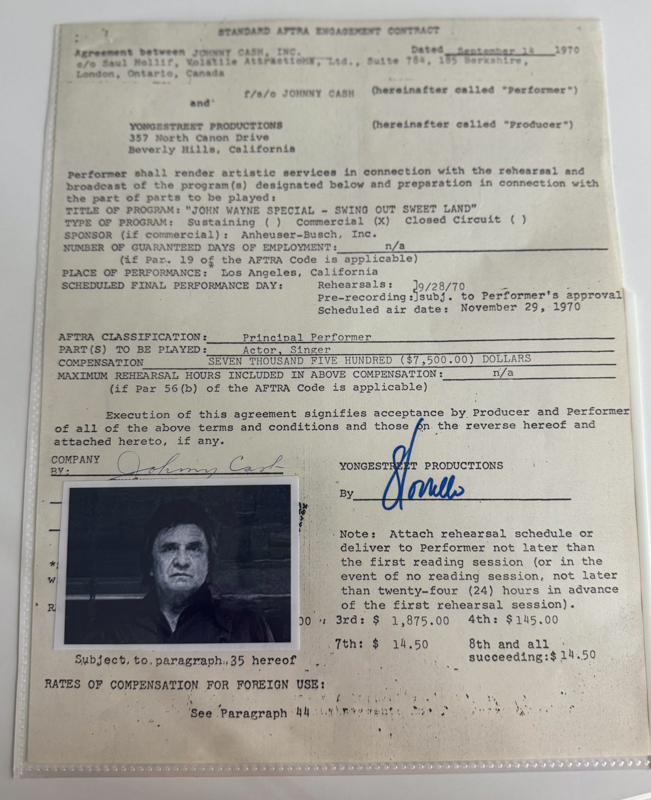 STANDARD AFTRA ENGAGEMENT CONTRACT
Agreement between JOHNNY CASH, INC. Dated September 14 1970
c/o Saul Hollif, Volatile Attractions, Ltd., Suite 784, 185 Berkshire,
London, Ontario, Canada
f/s/o JOHNNY CASH (hereinafter called "Performer")
and
YONGESTREET PRODUCTIONS (hereinafter called "Producer")
357 North Canon Drive
Beverly Hills, California
Performer shall render artistic services in connection with the rehearsal and
broadcast of the program(s) designated below and preparation in connection with
the part of parts to be played:
TITLE OF PROGRAM: "JOHN WAYNE SPECIAL - SWING OUT SWEET LAND"
TYPE OF PROGRAM: Sustaining ( ) Commercial (X) Closed Circuit ( )
SPONSOR (if commercial): Anheuser-Busch, Inc.
NUMBER OF GUARANTEED DAYS OF EMPLOYMENT: n/a
(if Par. 19 of the AFTRA Code is applicable)
PLACE OF PERFORMANCE: Los Angeles, California
SCHEDULED FINAL PERFORMANCE DAY: Rehearsals: ]9/28/70
Pre-recording:]subj. to Performer's approval
Scheduled air date: November 29, 1970
AFTRA CLASSIFICATION: Principal Performer
PART(S) TO BE PLAYED: Actor, Singer
COMPENSATION SEVEN THOUSAND FIVE HUNDRED ($7,500.00) DOLLARS
MAXIMUM REHEARSAL HOURS INCLUDED IN ABOVE COMPENSATION: n/a
(if Par 56(b) of the AFTRA Code is applicable)
Execution of this agreement signifies acceptance by Producer and Performer
of all of the above terms and conditions and those on the reverse hereof and
attached hereto, if any.
COMPANY
BY: Johnny Cash
YONGESTREET PRODUCTIONS
By
Note: Attach rehearsal schedule or
deliver to Performer not later than
the first reading session (or in the
event of no reading session, not later
than twenty-four (24) hours in advance
of the first rehearsal session).
00 3rd: $ 1,875.00 4th: $145.00
7th: $ 14.50 8th and all
succeeding:$14.50
Subject to paragraph 35 hereof
RATES OF COMPENSATION FOR FOREIGN USE:
See Paragraph 44